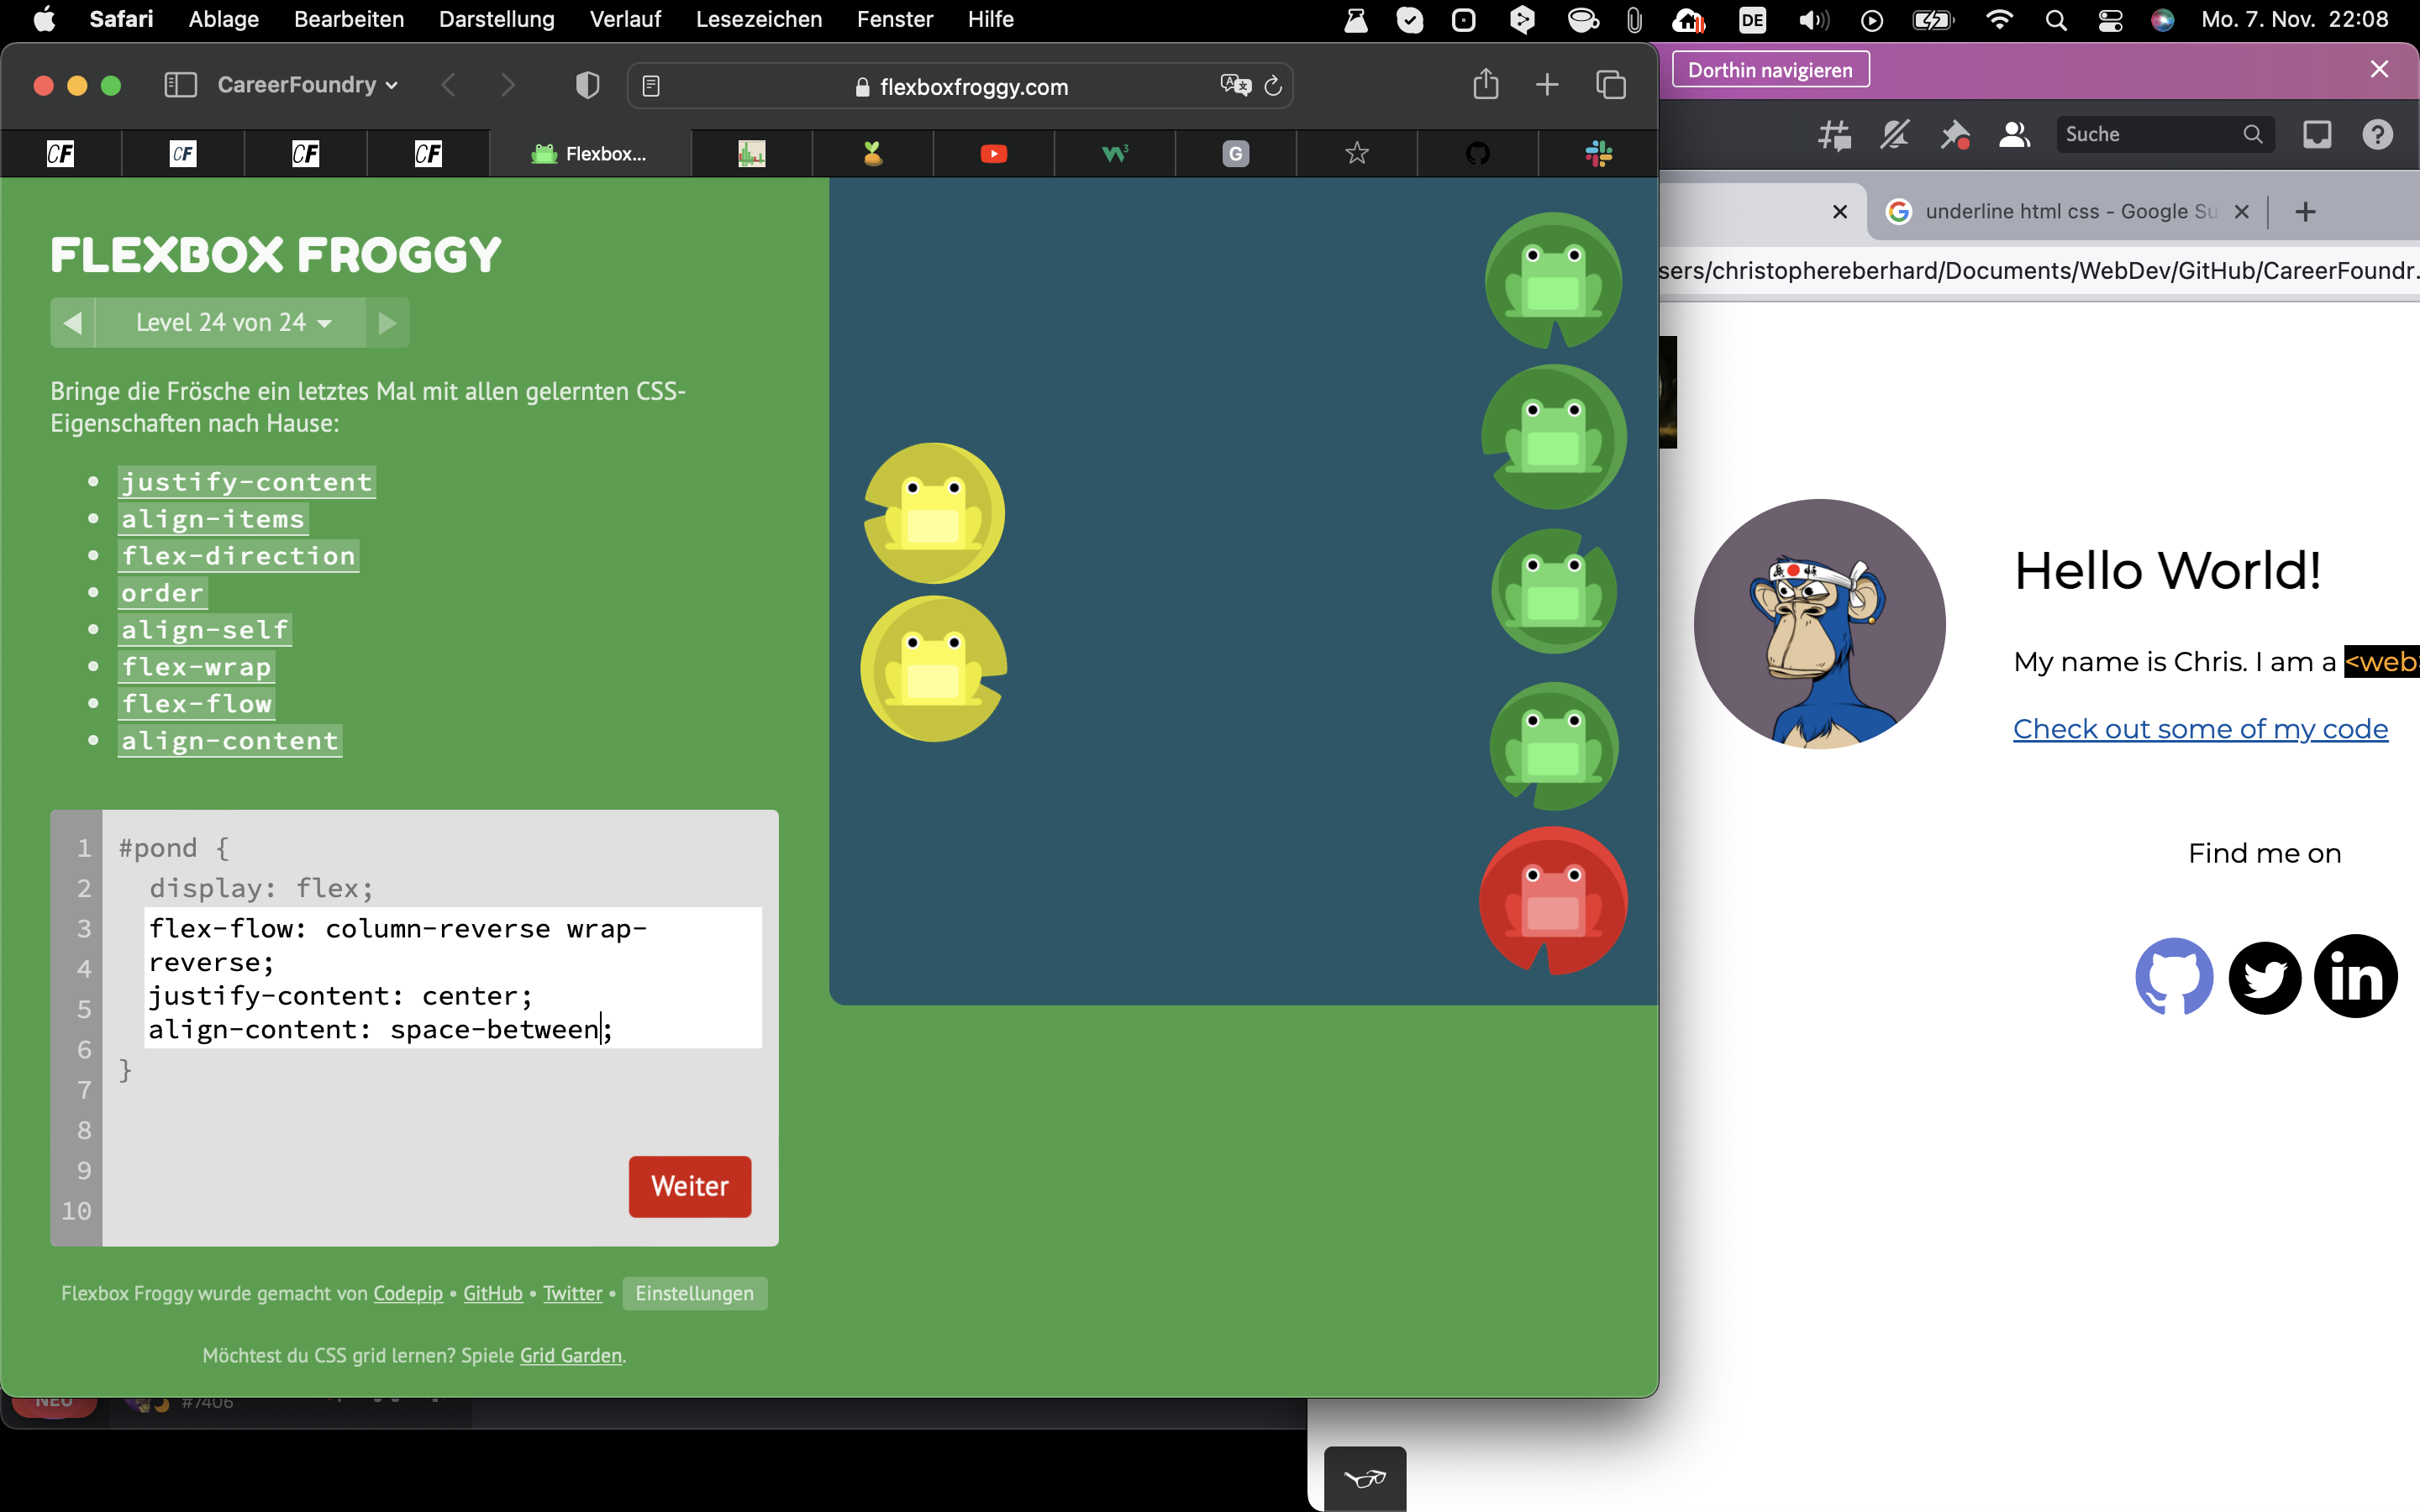 Safari Ablage Bearbeiten Darstellung Verlauf Lesezeichen Fenster Hilfe DE Mo. 7. Nov. 22:08
CareerFoundry flexboxfroggy.com
CF CF CF CF Flexbox... G
Dorthin navigieren
Suche
underline html css - Google Su
sers/christophereberhard/Documents/WebDev/GitHub/CareerFoundr.
FLEXBOX FROGGY
Level 24 von 24
Bringe die Frösche ein letztes Mal mit allen gelernten CSS-
Eigenschaften nach Hause:
justify-content
align-items
flex-direction
order
align-self
flex-wrap
flex-flow
align-content
1 #pond {
2 display: flex;
3 flex-flow: column-reverse wrap-
4 reverse;
5 justify-content: center;
6 align-content: space-between;
7 }
8
9
10
Weiter
Flexbox Froggy wurde gemacht von Codepip • GitHub • Twitter • Einstellungen
Möchtest du CSS grid lernen? Spiele Grid Garden.
NEU #7406
Hello World!
My name is Chris. I am a <web
Check out some of my code
Find me on
in